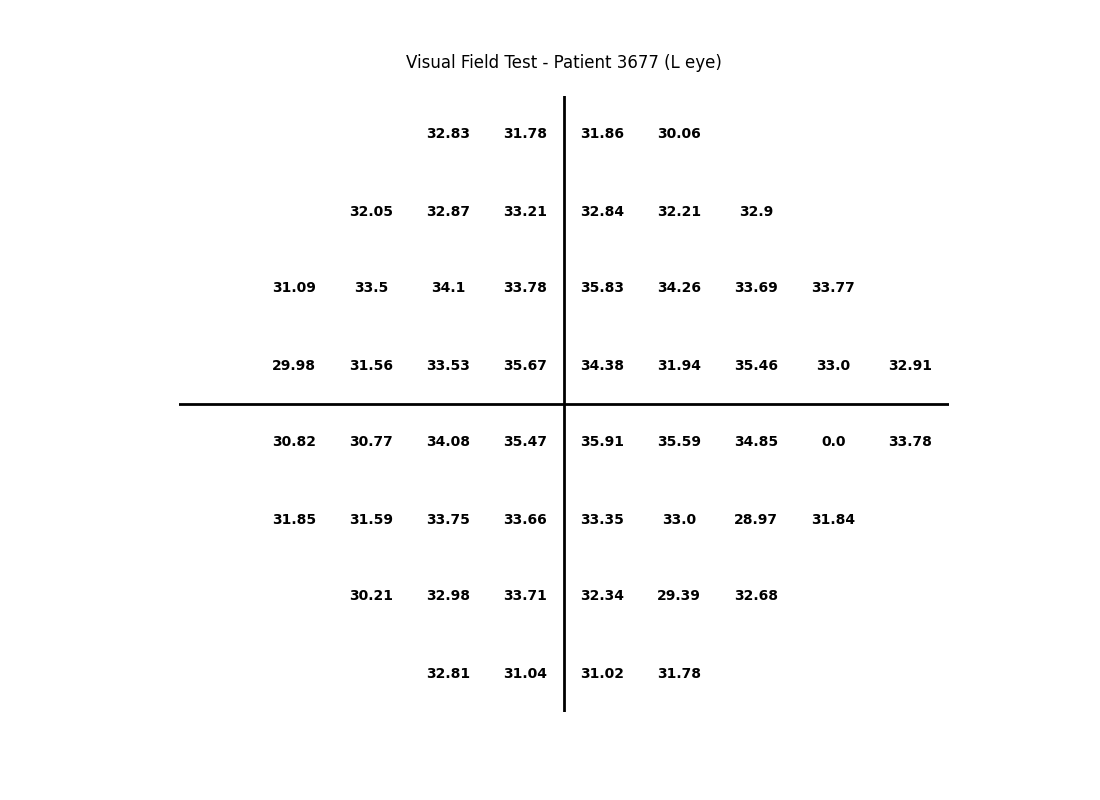 Visual Field Test - Patient 3677 (L eye)
32.83 31.78 31.86 30.06
32.05 32.87 33.21 32.84 32.21 32.9
31.09 33.5 34.1 33.78 35.83 34.26 33.69 33.77
29.98 31.56 33.53 35.67 34.38 31.94 35.46 33.0 32.91
30.82 30.77 34.08 35.47 35.91 35.59 34.85 0.0 33.78
31.85 31.59 33.75 33.66 33.35 33.0 28.97 31.84
30.21 32.98 33.71 32.34 29.39 32.68
32.81 31.04 31.02 31.78